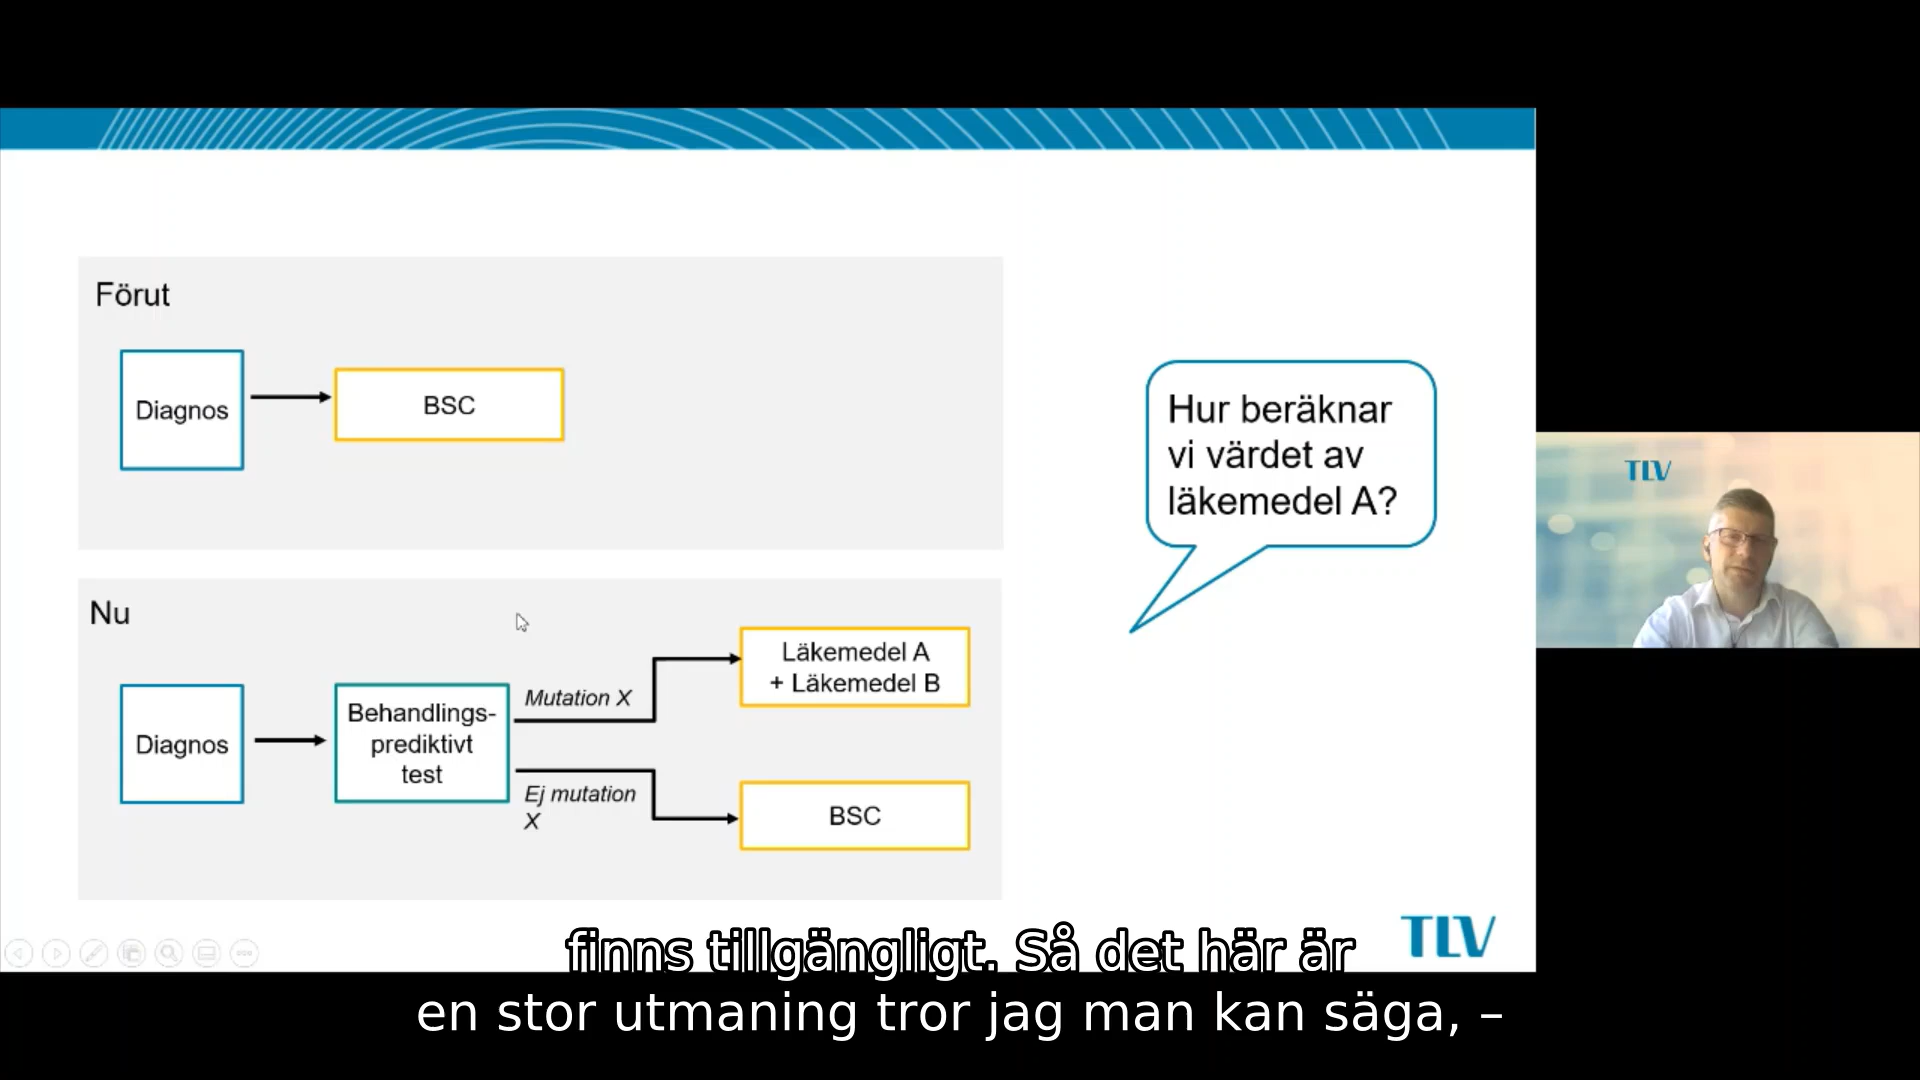 Förut
Diagnos
BSC
Hur beräknar
vi värdet av
läkemedel A?
TLV
Nu
Diagnos
Behandlings-
prediktivt
test
Mutation X
Ej mutation
X
Läkemedel A
+ Läkemedel B
BSC
TLV
finns tillgängligt. Så det här är
en stor utmaning tror jag man kan säga, –